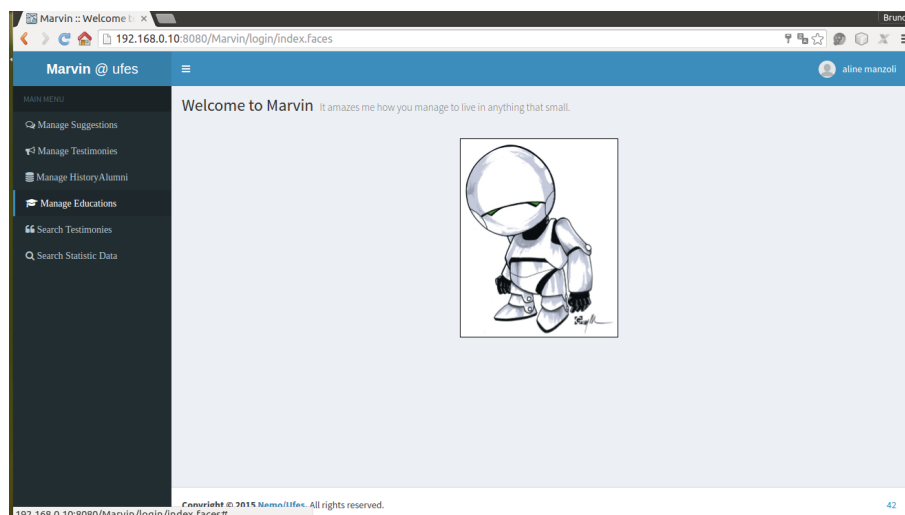 Marvin :: Welcome t
Brunc
192.168.0.10:8080/Marvin/login/index.faces
Marvin @ ufes
aline manzoli
MAIN MENU
Welcome to Marvin It amazes me how you manage to live in anything that small.
Manage Suggestions
Manage Testimonies
Manage HistoryAlumni
Manage Educations
Search Testimonies
Search Statistic Data
Copyright © 2015 Nemo/Ufes. All rights reserved.
42
192.168.0.10:8080/Marvin/login/index.faces#